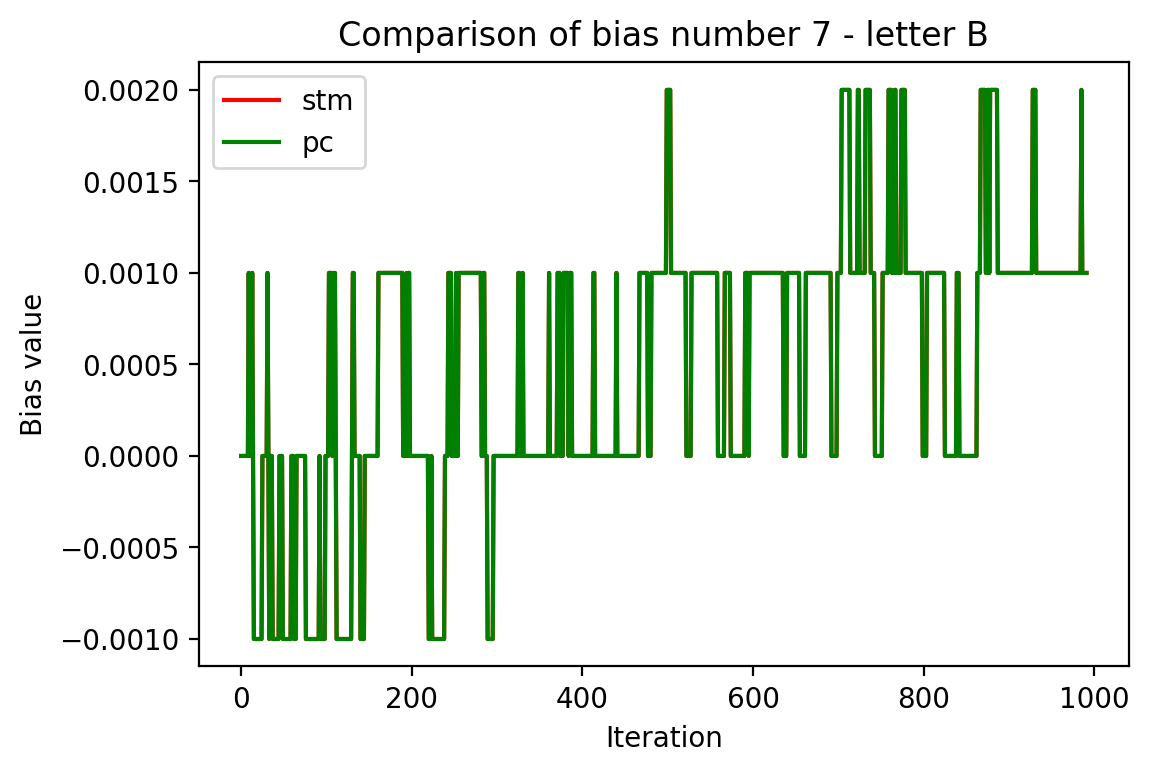 Comparison of bias number 7 - letter B
stm
pc
0.0020
0.0015
0.0010
0.0005
0.0000
−0.0005
−0.0010
Bias value
0 200 400 600 800 1000
Iteration